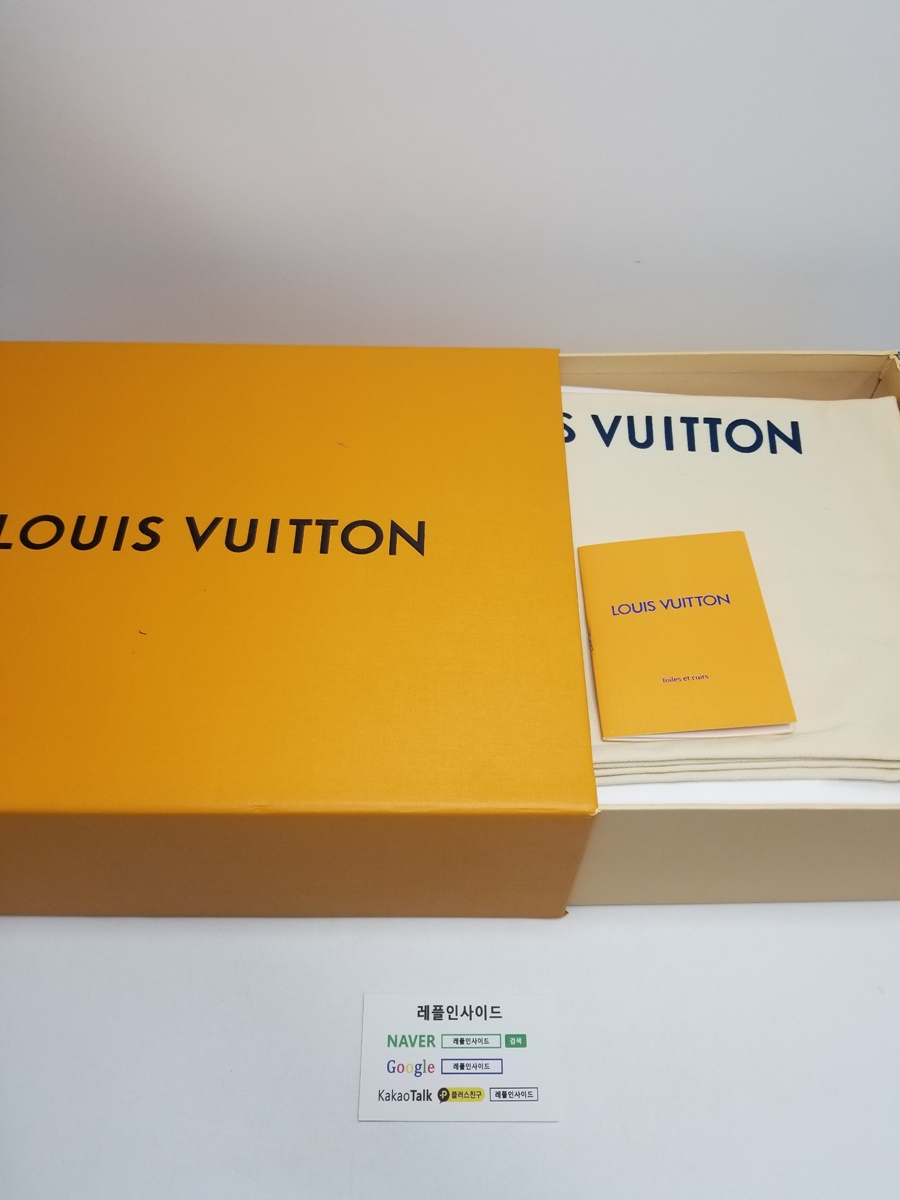 LOUIS VUITTON
S VUITTON
LOUIS VUITTON
Toiles et cuirs
레플인사이드
NAVER 레플인사이드 검색
Google 레플인사이드
KakaoTalk P 플러스친구 레플인사이드